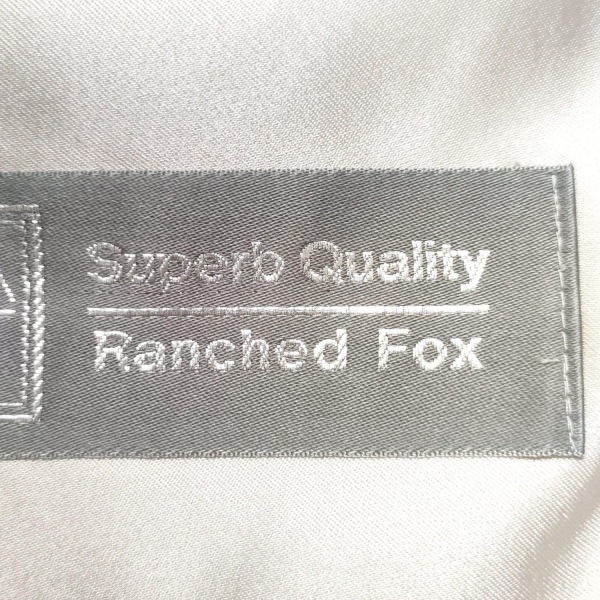 Superb Quality
Ranched Fox